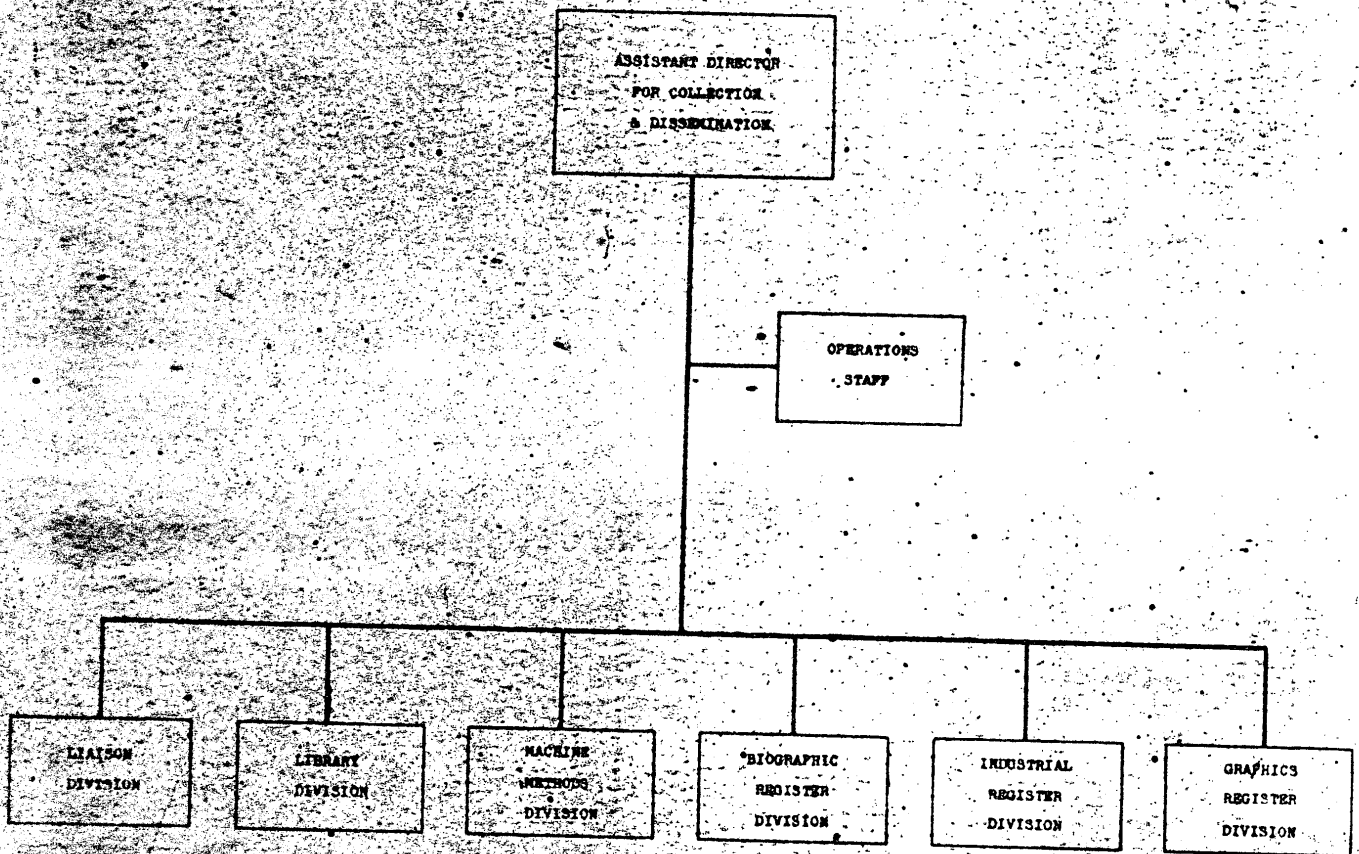 ASSISTANT DIRECTOR
FOR COLLECTION
& DISSEMINATION
OPERATIONS
STAFF
LIAISON
DIVISION
LIBRARY
DIVISION
MACHINE
METHODS
DIVISION
BIOGRAPHIC
REGISTER
DIVISION
INDUSTRIAL
REGISTER
DIVISION
GRAPHICS
REGISTER
DIVISION